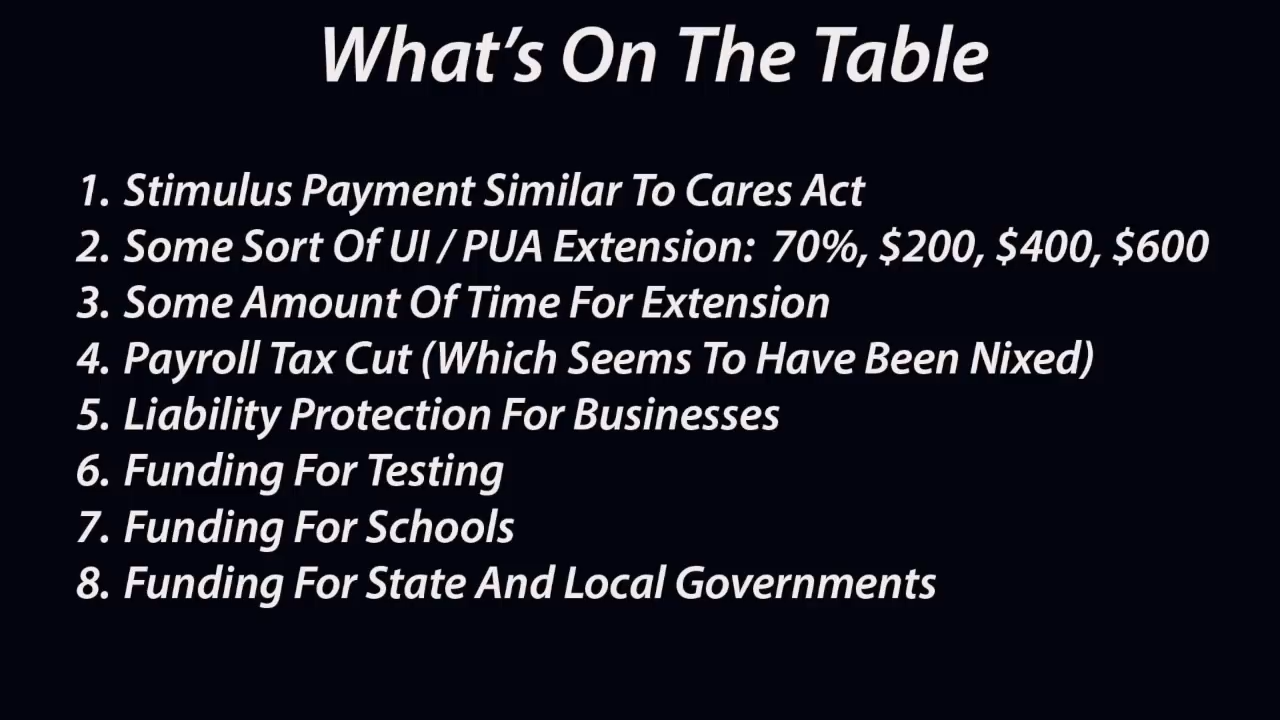 What's On The Table
1. Stimulus Payment Similar To Cares Act
2. Some Sort Of UI / PUA Extension: 70%, $200, $400, $600
3. Some Amount Of Time For Extension
4. Payroll Tax Cut (Which Seems To Have Been Nixed)
5. Liability Protection For Businesses
6. Funding For Testing
7. Funding For Schools
8. Funding For State And Local Governments